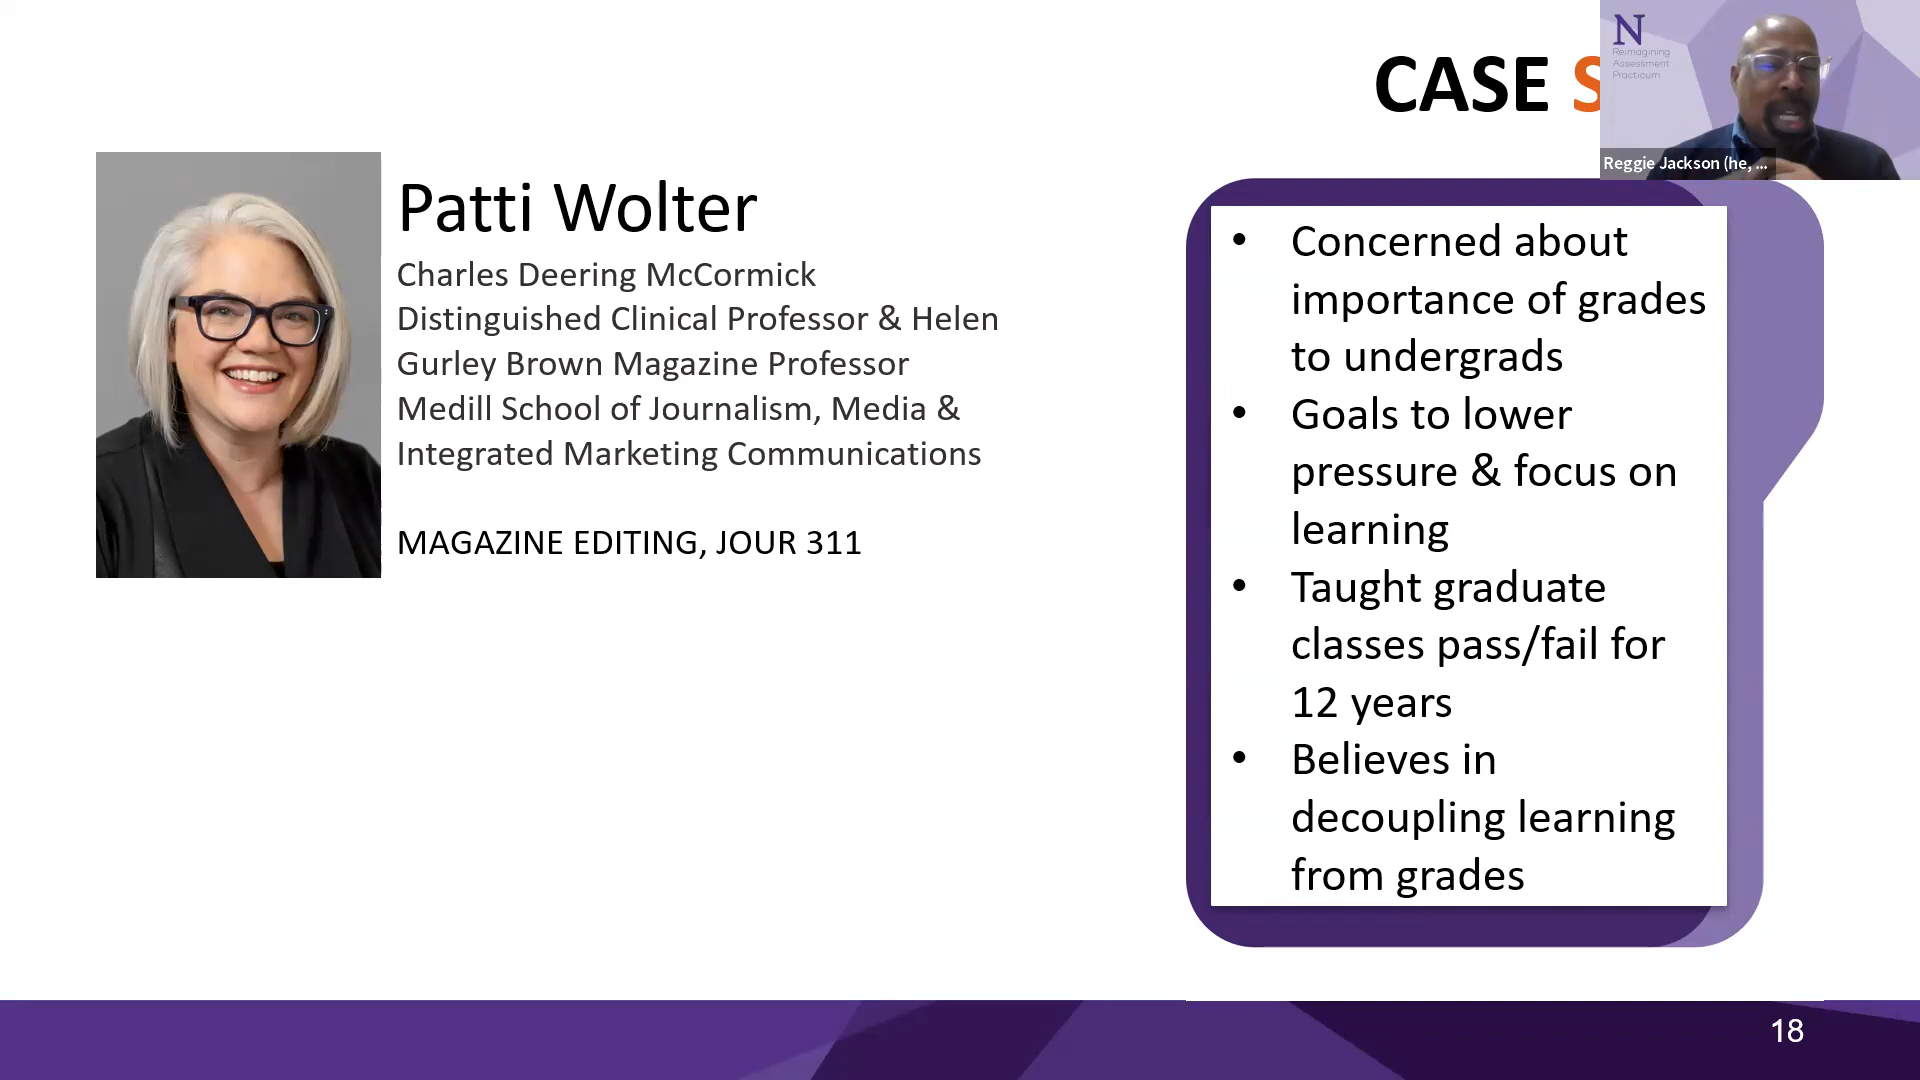 CASE S
N
Reimagining
Assessment
Practicum
Reggie Jackson (he, ...
Patti Wolter
Charles Deering McCormick
Distinguished Clinical Professor & Helen
Gurley Brown Magazine Professor
Medill School of Journalism, Media &
Integrated Marketing Communications
MAGAZINE EDITING, JOUR 311
• Concerned about
importance of grades
to undergrads
• Goals to lower
pressure & focus on
learning
• Taught graduate
classes pass/fail for
12 years
• Believes in
decoupling learning
from grades
18